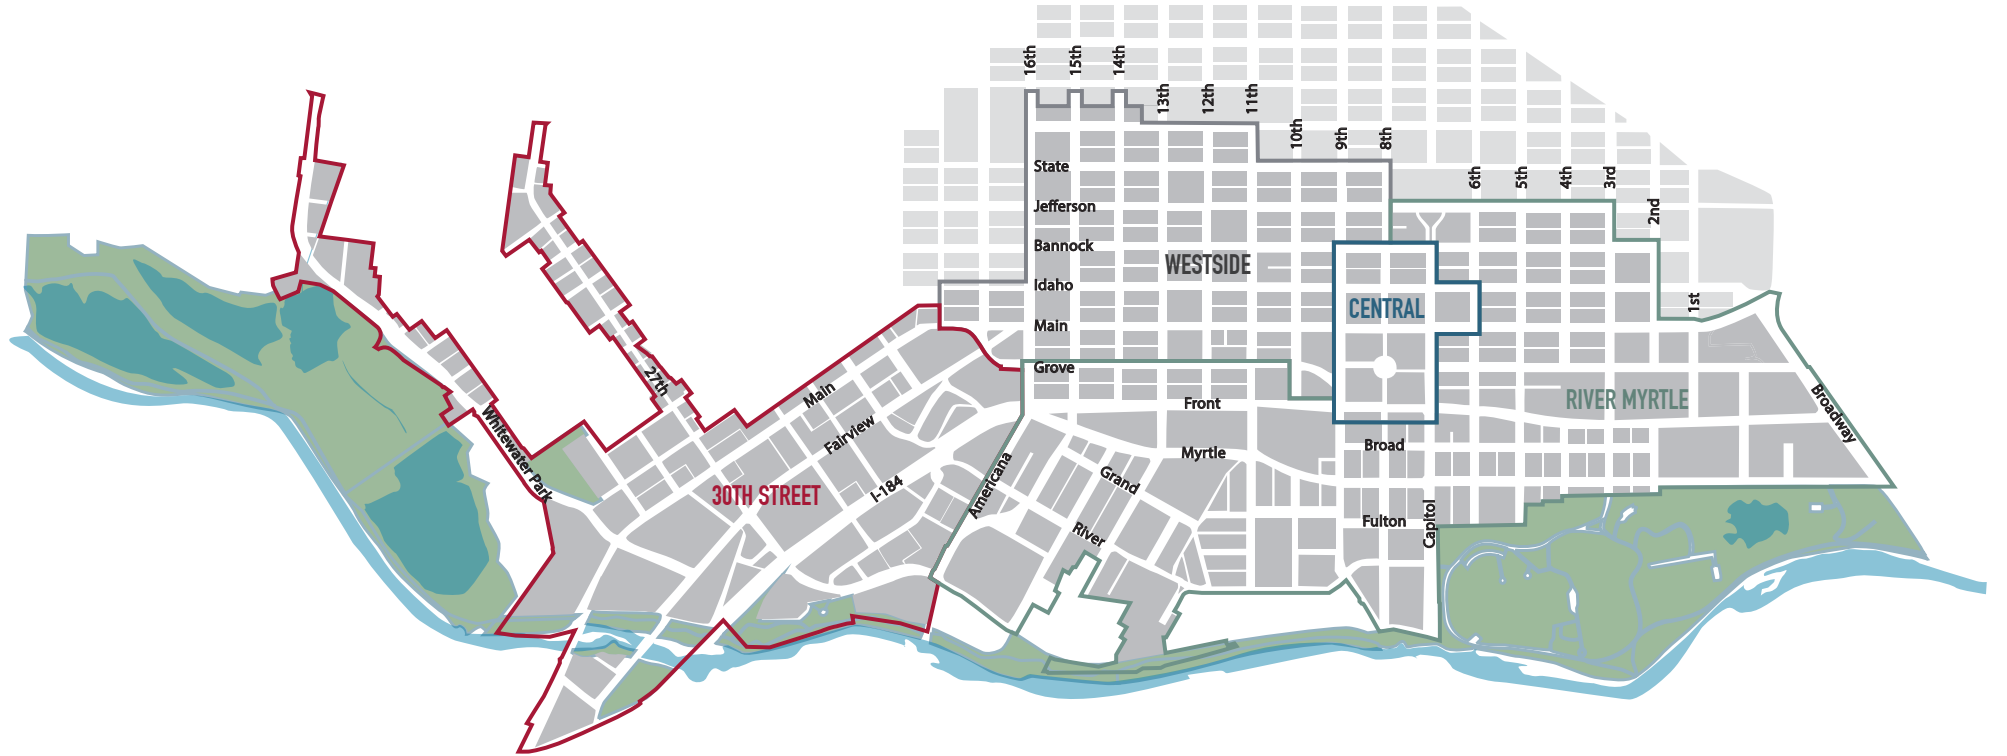 16th
15th
14th
13th
12th
11th
10th
9th
8th
6th
5th
4th
3rd
2nd
1st
State
Jefferson
Bannock
Idaho
Main
Grove
WESTSIDE
CENTRAL
RIVER MYRTLE
Broadway
27th
Main
Fairview
I-184
30TH STREET
Whitewater Park
Front
Myrtle
Broad
Americana
Grand
River
Fulton
Capitol